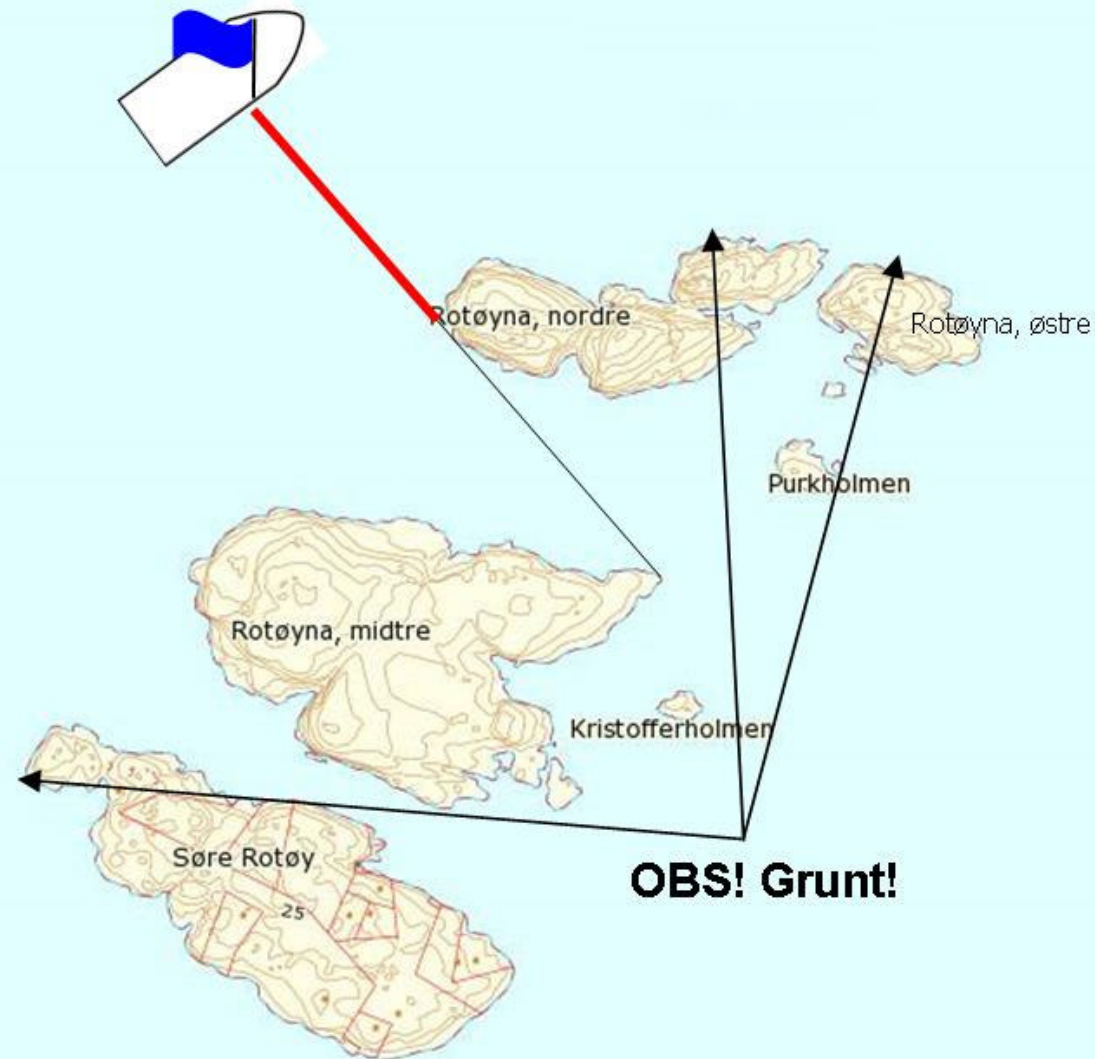 Rotøyna, nordre
Rotøyna, østre
Purkholmen
Rotøyna, midtre
Kristofferholmen
Søre Rotøy
OBS! Grunt!
25